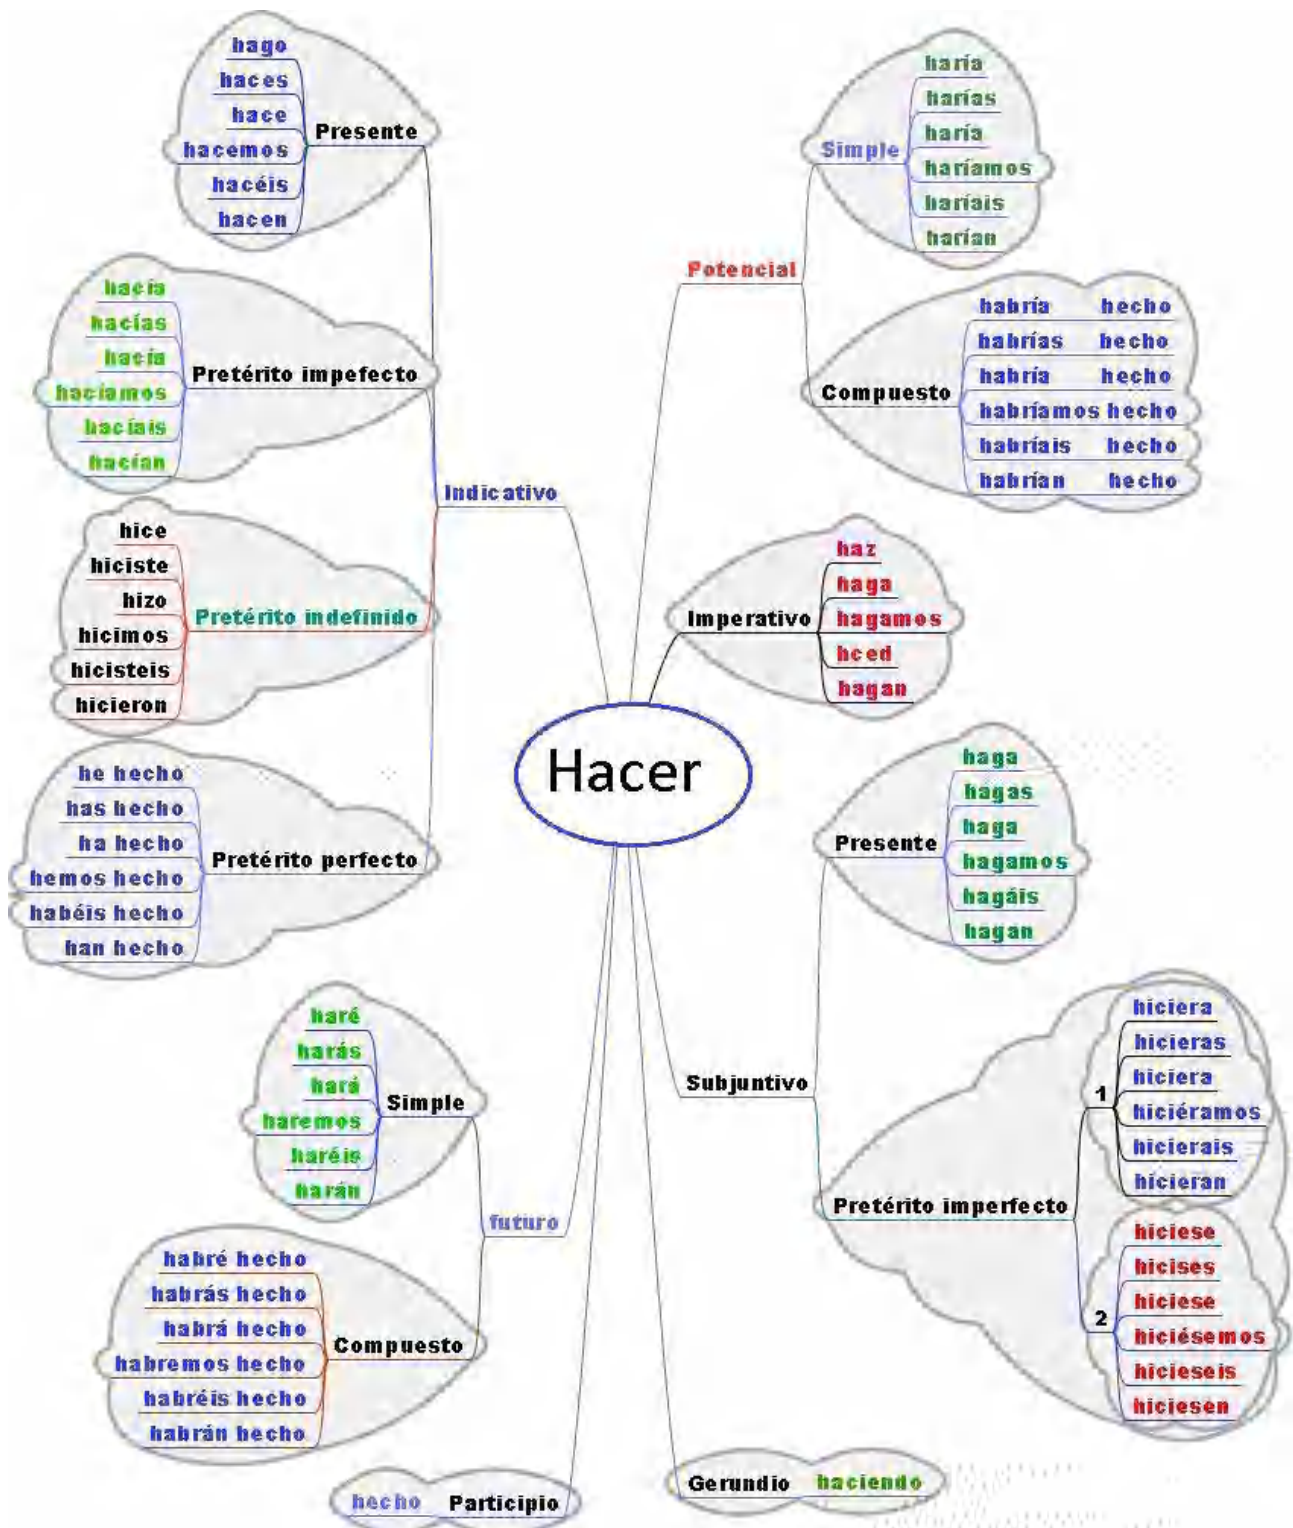 hago
haces
hace
hacemos
hacéis
hacen
Presente
hacía
hacías
hacía
hacíamos
hacíais
hacían
Pretérito impefecto
Indicativo
hice
hiciste
hizo
hicimos
hicisteis
hicieron
Pretérito indefinido
he hecho
has hecho
ha hecho
hemos hecho
habéis hecho
han hecho
Pretérito perfecto
Hacer
haré
harás
hará
haremos
haréis
harán
Simple
futuro
habré hecho
habrás hecho
habrá hecho
habremos hecho
habréis hecho
habrán hecho
Compuesto
hecho Participio
haría
harías
haría
haríamos
haríais
harían
Simple
Potencial
habría hecho
habrías hecho
habría hecho
habríamos hecho
habríais hecho
habrían hecho
Compuesto
Imperativo
haz
haga
hagamos
hced
hagan
Subjuntivo
Presente
haga
hagas
haga
hagamos
hagáis
hagan
Pretérito imperfecto
1
hiciera
hicieras
hiciera
hiciéramos
hicierais
hicieran
2
hiciese
hicises
hiciese
hiciésemos
hicieseis
hiciesen
Gerundio haciendo